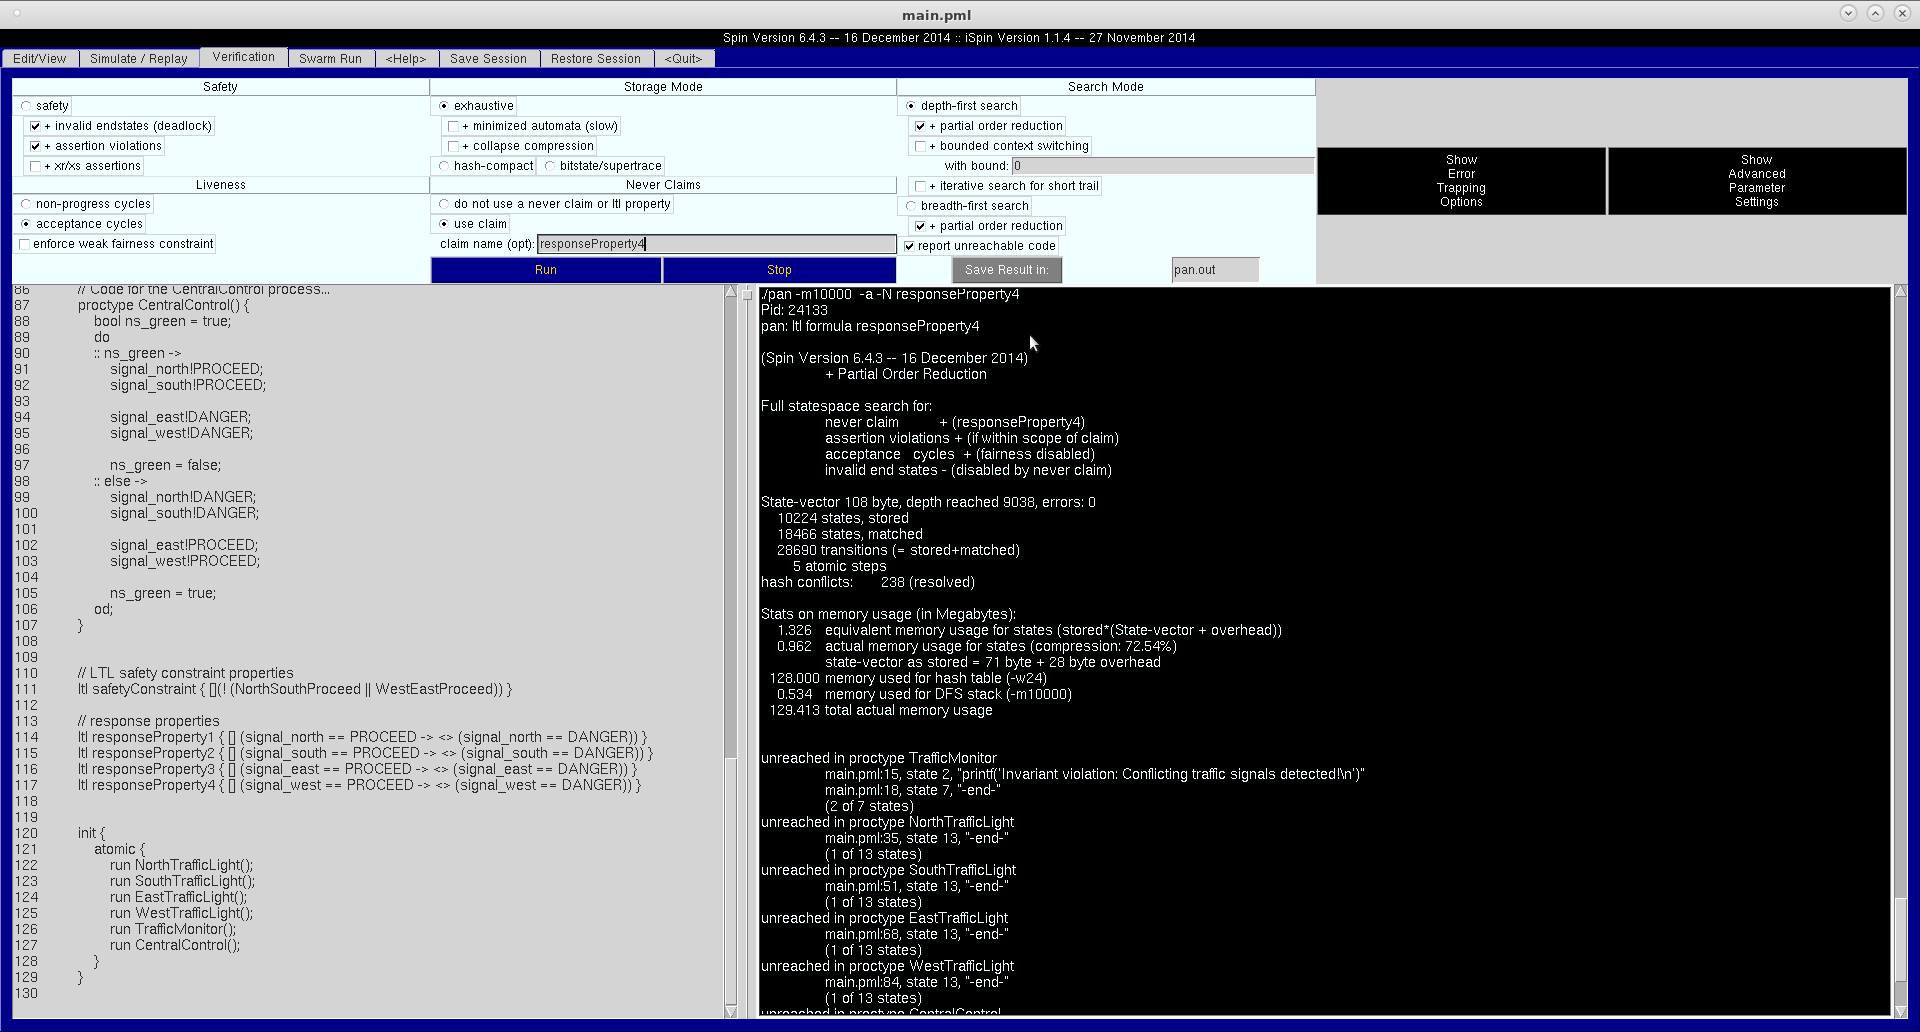 main.pml
Spin Version 6.4.3 -- 16 December 2014 :: iSpin Version 1.1.4 -- 27 November 2014
Edit/View Simulate / Replay Verification Swarm Run <Help> Save Session Restore Session <Quit>
Safety
safety
+ invalid endstates (deadlock)
+ assertion violations
+ xr/xs assertions
Liveness
non-progress cycles
acceptance cycles
enforce weak fairness constraint
Storage Mode
exhaustive
+ minimized automata (slow)
+ collapse compression
hash-compact bitstate/supertrace
Never Claims
do not use a never claim or ltl property
use claim
claim name (opt): responseProperty4
Run Stop
Search Mode
depth-first search
+ partial order reduction
+ bounded context switching
with bound: 0
+ iterative search for short trail
breadth-first search
+ partial order reduction
report unreachable code
Save Result in: pan.out
Show
Error
Trapping
Options
Show
Advanced
Parameter
Settings
86 // Code for the CentralControl process...
87 proctype CentralControl() {
88 bool ns_green = true;
89 do
90 :: ns_green ->
91 signal_north!PROCEED;
92 signal_south!PROCEED;
93
94 signal_east!DANGER;
95 signal_west!DANGER;
96
97 ns_green = false;
98 :: else ->
99 signal_north!DANGER;
100 signal_south!DANGER;
101
102 signal_east!PROCEED;
103 signal_west!PROCEED;
104
105 ns_green = true;
106 od;
107 }
108
109
110 // LTL safety constraint properties
111 ltl safetyConstraint { [](! (NorthSouthProceed || WestEastProceed)) }
112
113 // response properties
114 ltl responseProperty1 { [] (signal_north == PROCEED -> <> (signal_north == DANGER)) }
115 ltl responseProperty2 { [] (signal_south == PROCEED -> <> (signal_south == DANGER)) }
116 ltl responseProperty3 { [] (signal_east == PROCEED -> <> (signal_east == DANGER)) }
117 ltl responseProperty4 { [] (signal_west == PROCEED -> <> (signal_west == DANGER)) }
118
119
120 init {
121 atomic {
122 run NorthTrafficLight();
123 run SouthTrafficLight();
124 run EastTrafficLight();
125 run WestTrafficLight();
126 run TrafficMonitor();
127 run CentralControl();
128 }
129 }
130
./pan -m10000 -a -N responseProperty4
Pid: 24133
pan: ltl formula responseProperty4
(Spin Version 6.4.3 -- 16 December 2014)
+ Partial Order Reduction
Full statespace search for:
never claim + (responseProperty4)
assertion violations + (if within scope of claim)
acceptance cycles + (fairness disabled)
invalid end states - (disabled by never claim)
State-vector 108 byte, depth reached 9038, errors: 0
10224 states, stored
18466 states, matched
28690 transitions (= stored+matched)
5 atomic steps
hash conflicts: 238 (resolved)
Stats on memory usage (in Megabytes):
1.326 equivalent memory usage for states (stored*(State-vector + overhead))
0.962 actual memory usage for states (compression: 72.54%)
state-vector as stored = 71 byte + 28 byte overhead
128.000 memory used for hash table (-w24)
0.534 memory used for DFS stack (-m10000)
129.413 total actual memory usage
unreached in proctype TrafficMonitor
main.pml:15, state 2, "printf('Invariant violation: Conflicting traffic signals detected!\n')"
main.pml:18, state 7, "-end-"
(2 of 7 states)
unreached in proctype NorthTrafficLight
main.pml:35, state 13, "-end-"
(1 of 13 states)
unreached in proctype SouthTrafficLight
main.pml:51, state 13, "-end-"
(1 of 13 states)
unreached in proctype EastTrafficLight
main.pml:68, state 13, "-end-"
(1 of 13 states)
unreached in proctype WestTrafficLight
main.pml:84, state 13, "-end-"
(1 of 13 states)
unreached in proctype CentralControl